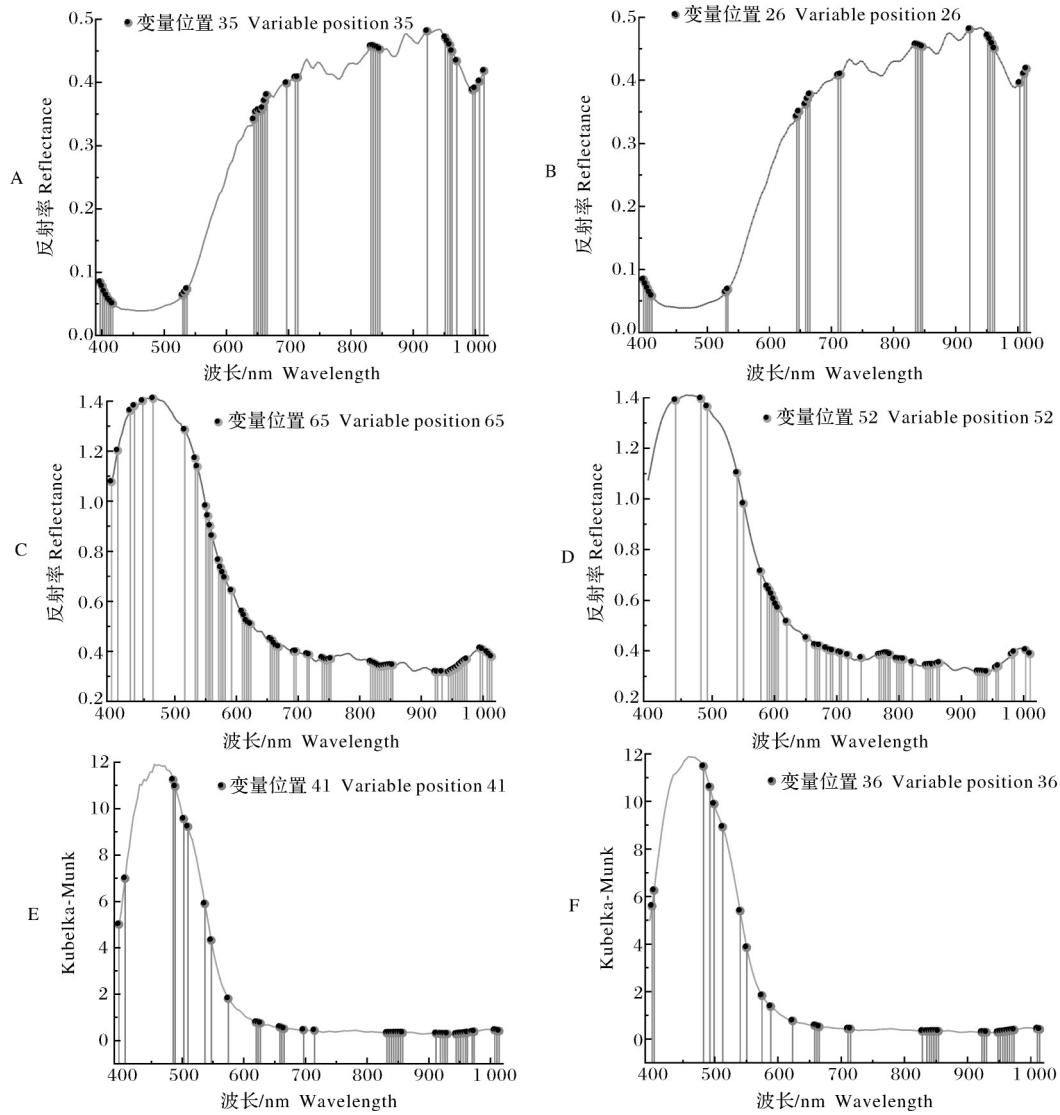 A
变量位置 35 Variable position 35
反射率 Reflectance
0.5
0.4
0.3
0.2
0.1
0.0
400 500 600 700 800 900 1 000
波长/nm Wavelength
B
变量位置 26 Variable position 26
反射率 Reflectance
0.5
0.4
0.3
0.2
0.1
0.0
400 500 600 700 800 900 1 000
波长/nm Wavelength
C
变量位置 65 Variable position 65
反射率 Reflectance
1.4
1.2
1.0
0.8
0.6
0.4
0.2
400 500 600 700 800 900 1 000
波长/nm Wavelength
D
变量位置 52 Variable position 52
反射率 Reflectance
1.4
1.2
1.0
0.8
0.6
0.4
0.2
400 500 600 700 800 900 1 000
波长/nm Wavelength
E
变量位置 41 Variable position 41
Kubelka-Munk
12
10
8
6
4
2
0
400 500 600 700 800 900 1 000
波长/nm Wavelength
F
变量位置 36 Variable position 36
Kubelka-Munk
12
10
8
6
4
2
0
400 500 600 700 800 900 1 000
波长/nm Wavelength